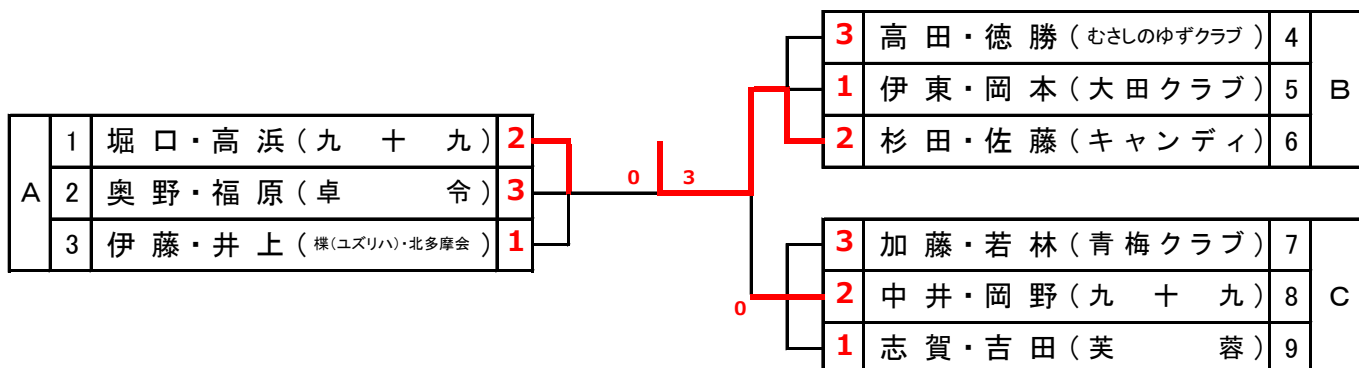 A
1 堀口・高浜(九十九) 2
2 奥野・福原(卓令) 3
3 伊藤・井上(楪(ユズリハ)・北多摩会) 1
0 3
3 高田・徳勝(むさしのゆずクラブ) 4
1 伊東・岡本(大田クラブ) 5
2 杉田・佐藤(キャンディ) 6
B
0
3 加藤・若林(青梅クラブ) 7
2 中井・岡野(九十九) 8
1 志賀・吉田(芙蓉) 9
C